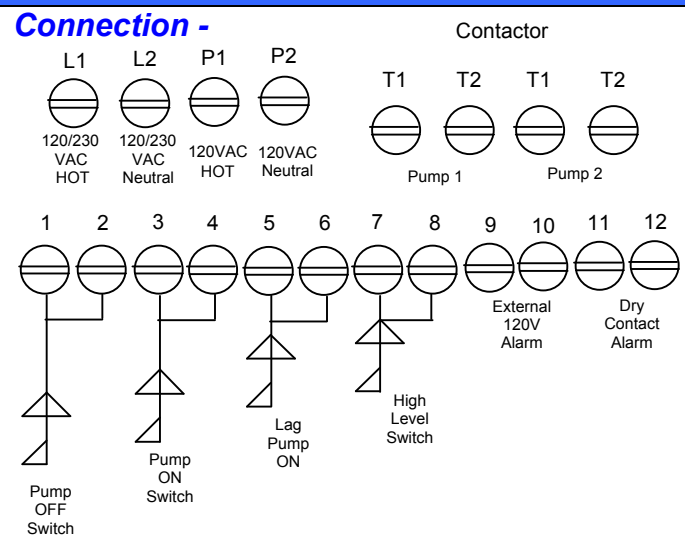 Connection -
Contactor
L1 L2 P1 P2
T1 T2 T1 T2
120/230
VAC
HOT
120/230
VAC
Neutral
120VAC
HOT
120VAC
Neutral
Pump 1
Pump 2
1 2 3 4 5 6 7 8 9 10 11 12
External
120V
Alarm
Dry
Contact
Alarm
High
Level
Switch
Lag
Pump
ON
Pump
ON
Switch
Pump
OFF
Switch